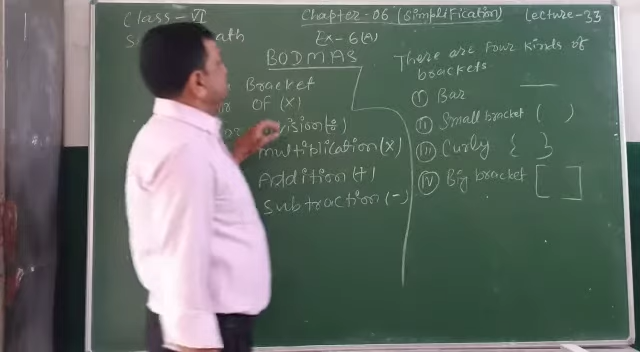 Class - VI
Chapter-06 (Simplification)
Lecture-33
Ex-6(A)
BODMAS
Bracket
OF (x)
(÷)
multiplication (x)
Addition (+)
Subtraction (-)
There are four kinds of
brackets
(i) Bar —
(ii) Small bracket ( )
(iii) Curly { }
(iv) Big bracket [ ]